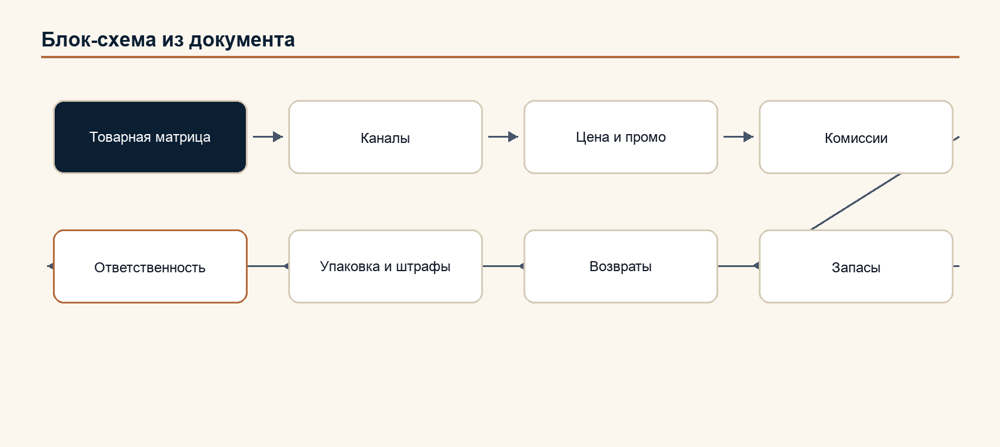 Блок-схема из документа
Товарная матрица
Каналы
Цена и промо
Комиссии
Ответственность
Упаковка и штрафы
Возвраты
Запасы